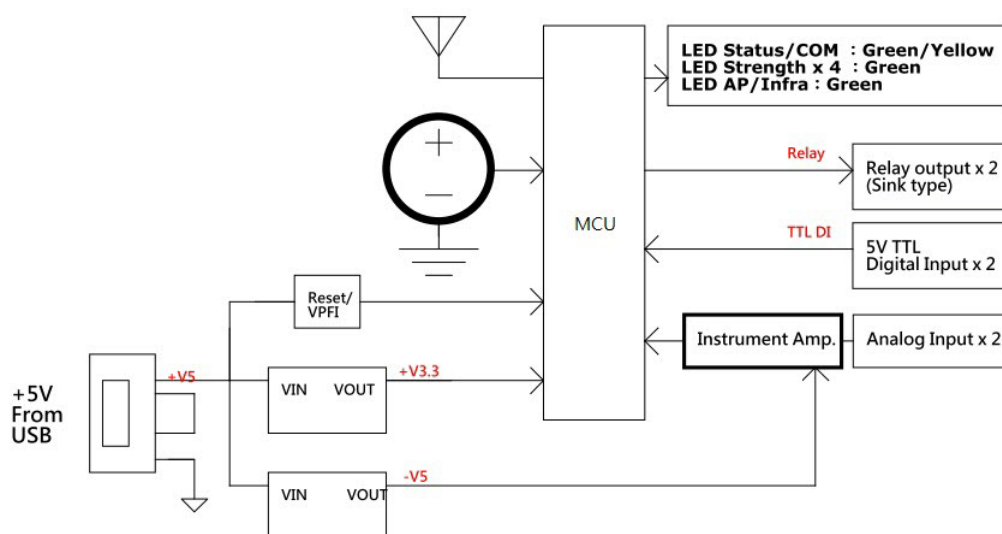 LED Status/COM : Green/Yellow
LED Strength x 4 : Green
LED AP/Infra : Green
Relay
Relay output x 2
(Sink type)
MCU
TTL DI
5V TTL
Digital Input x 2
Reset/
VPFI
Instrument Amp.
Analog Input x 2
+5V
From
USB
+V5
VIN VOUT
+V3.3
VIN VOUT
-V5